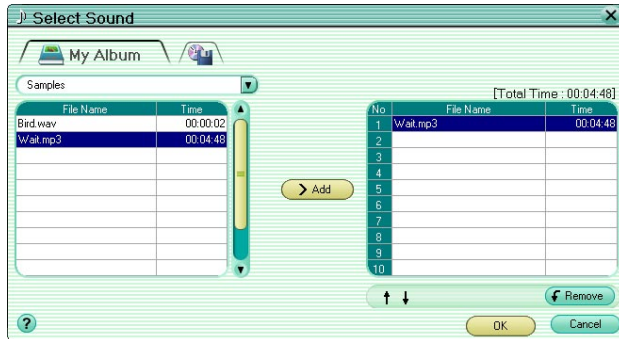 Select Sound
My Album
Samples
[Total Time : 00:04:48]
File Name Time
Bird.wav 00:00:02
Wait.mp3 00:04:48
> Add
No File Name Time
1 Wait.mp3 00:04:48
2
3
4
5
6
7
8
9
10
Remove
?
OK
Cancel